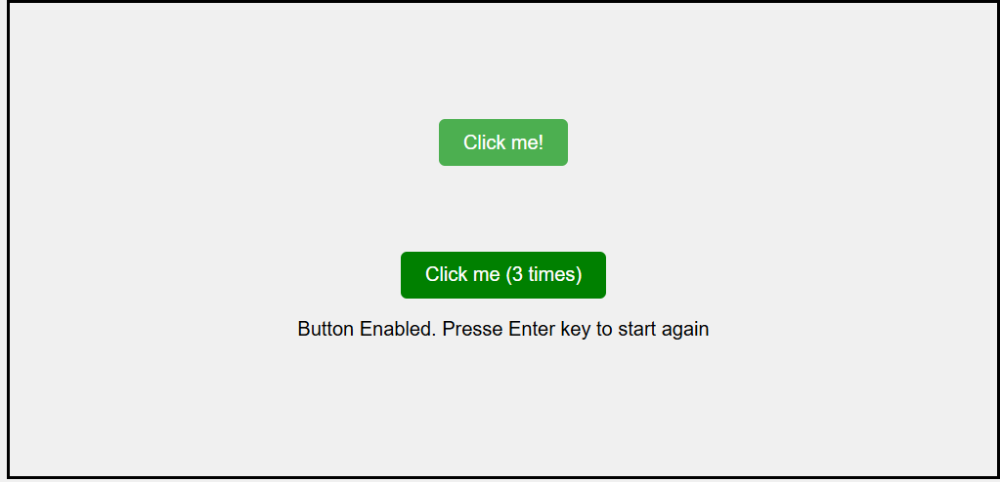 Click me!
Click me (3 times)
Button Enabled. Presse Enter key to start again